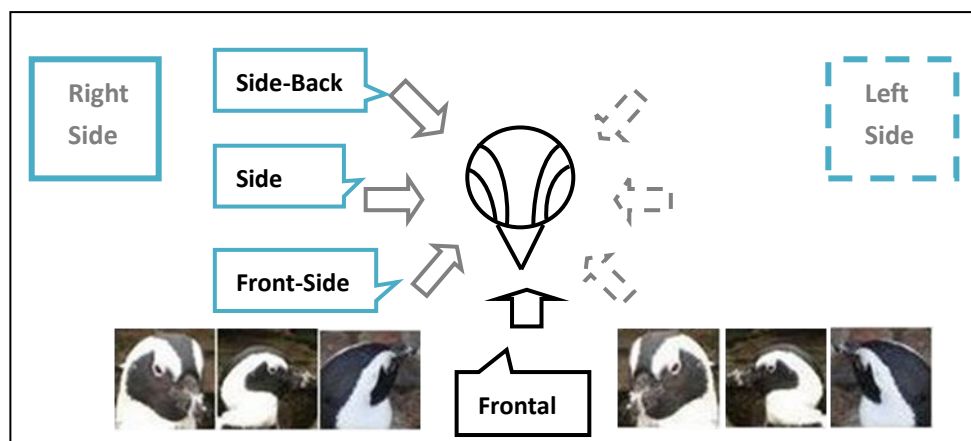 Right
Side
Side-Back
Side
Front-Side
Left
Side
Frontal